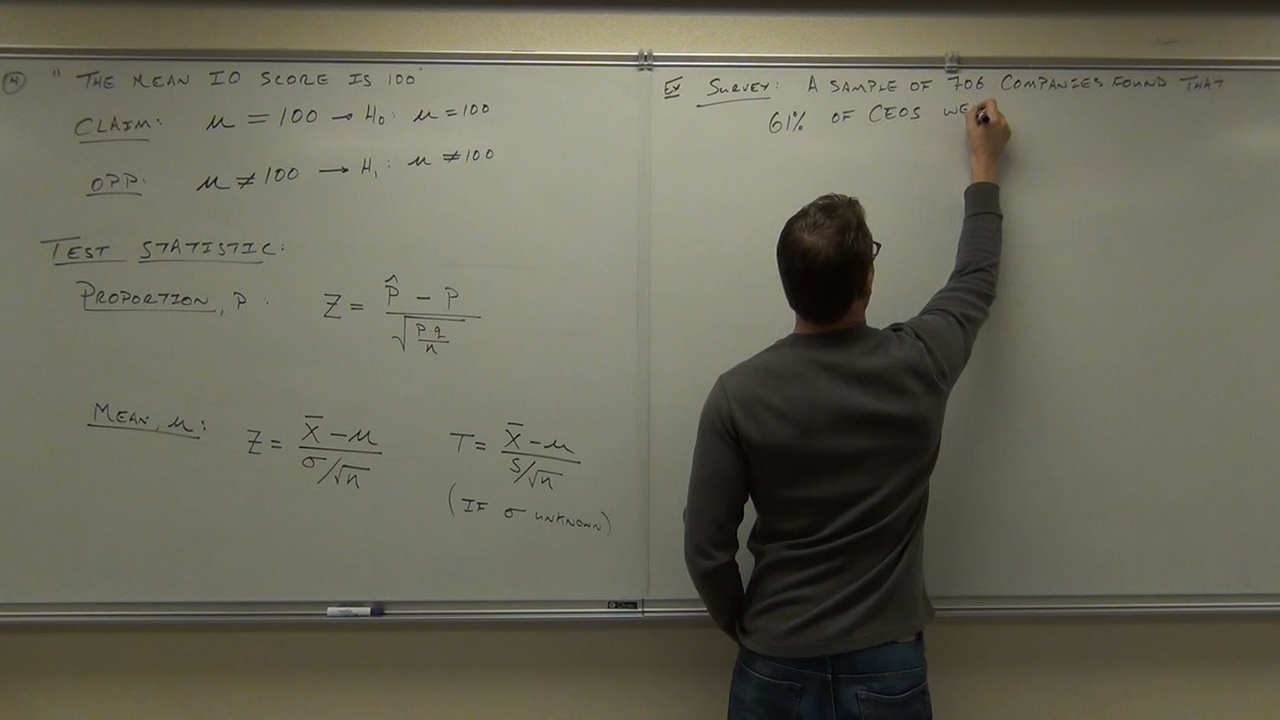 (4) " THE MEAN IQ SCORE IS 100"
CLAIM: μ = 100 → H₀: μ = 100
OPP: μ ≠ 100 → H₁: μ ≠ 100
TEST STATISTIC:
PROPORTION, P : Z = (p̂ - p) / √(p·q/n)
MEAN, μ: Z = (x̄ - μ) / (σ/√n) T = (x̄ - μ) / (s/√n)
(IF σ UNKNOWN)
EX SURVEY: A SAMPLE OF 706 COMPANIES FOUND THAT
61% OF CEOS WE